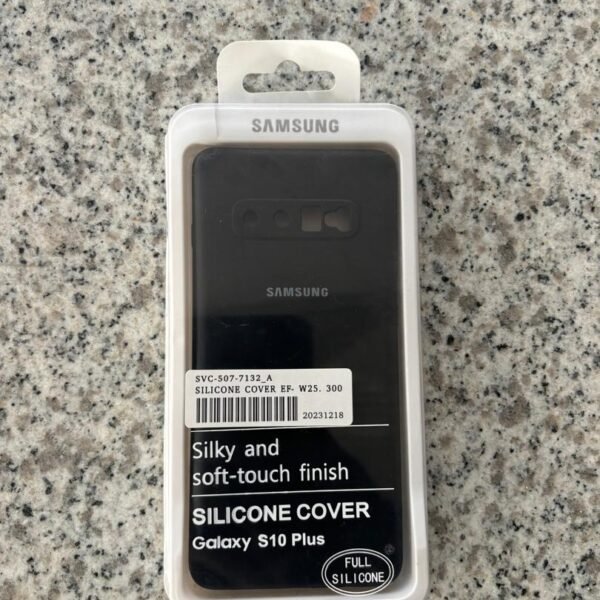 SAMSUNG
SAMSUNG
SVC-507-7132_A
SILICONE COVER EF- W2S. 300
20231218
Silky and
soft-touch finish
SILICONE COVER
Galaxy S10 Plus
FULL
SILICONE